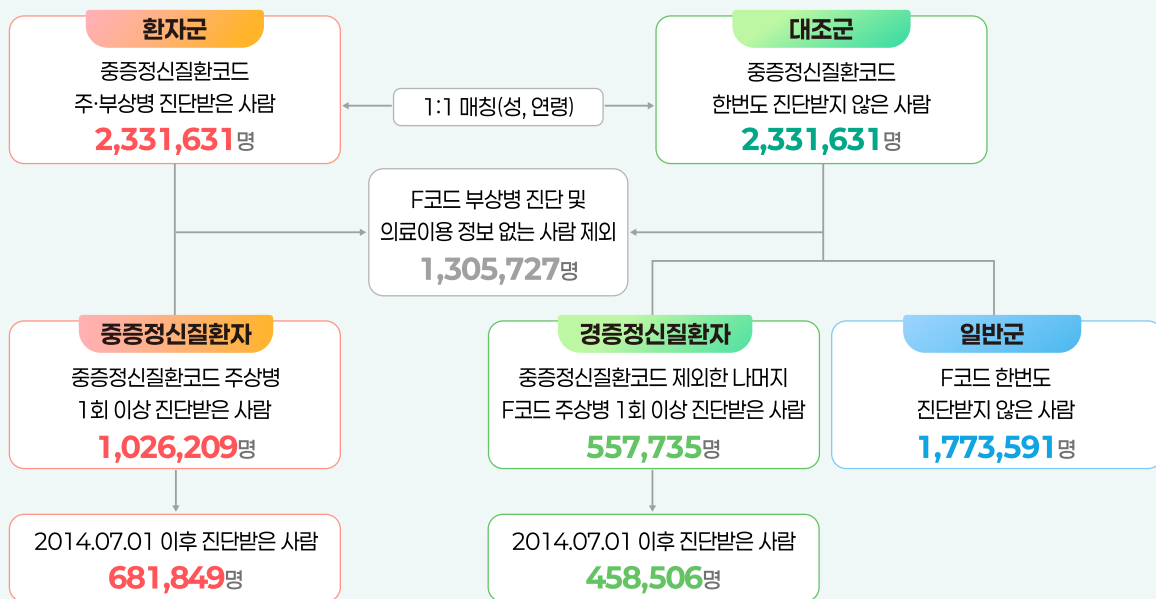 환자군
중증정신질환코드
주·부상병 진단받은 사람
2,331,631명
1:1 매칭(성, 연령)
대조군
중증정신질환코드
한번도 진단받지 않은 사람
2,331,631명
F코드 부상병 진단 및
의료이용 정보 없는 사람 제외
1,305,727명
중증정신질환자
중증정신질환코드 주상병
1회 이상 진단받은 사람
1,026,209명
경증정신질환자
중증정신질환코드 제외한 나머지
F코드 주상병 1회 이상 진단받은 사람
557,735명
일반군
F코드 한번도
진단받지 않은 사람
1,773,591명
2014.07.01 이후 진단받은 사람
681,849명
2014.07.01 이후 진단받은 사람
458,506명